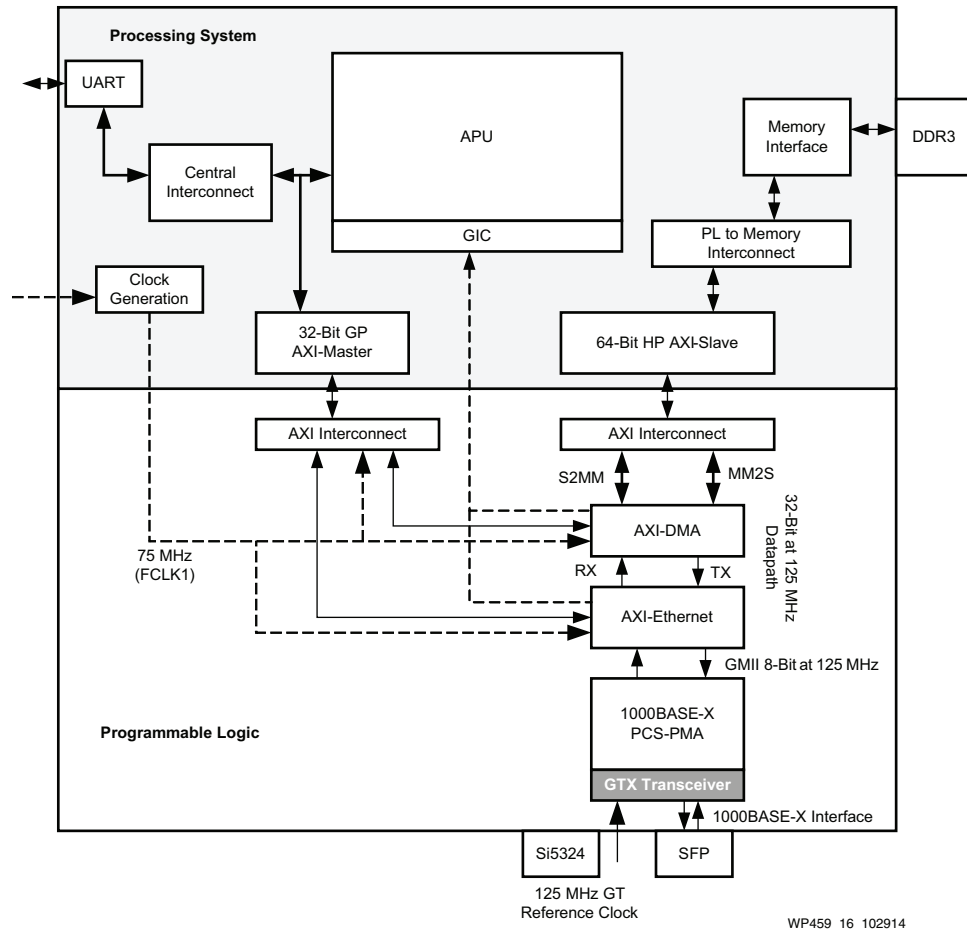 Processing System
UART
APU
Memory
Interface
DDR3
Central
Interconnect
GIC
PL to Memory
Interconnect
Clock
Generation
32-Bit GP
AXI-Master
64-Bit HP AXI-Slave
AXI Interconnect
AXI Interconnect
S2MM
MM2S
32-Bit at 125 MHz
Datapath
AXI-DMA
75 MHz
(FCLK1)
RX
TX
AXI-Ethernet
GMII 8-Bit at 125 MHz
1000BASE-X
PCS-PMA
Programmable Logic
GTX Transceiver
1000BASE-X Interface
Si5324
SFP
125 MHz GT
Reference Clock
WP459_16_102914